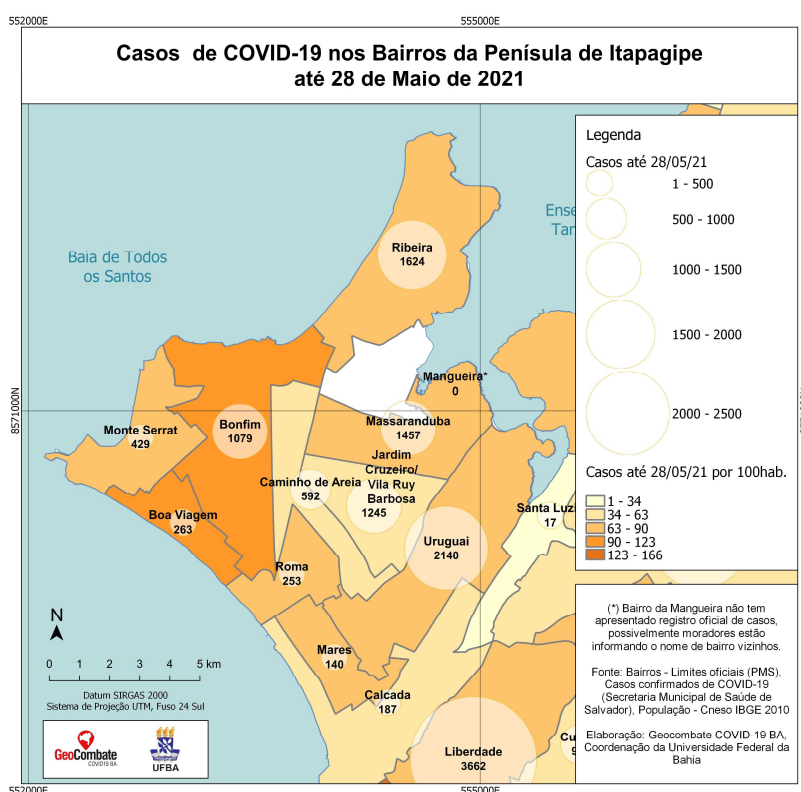 552000E
555000E
Casos de COVID-19 nos Bairros da Penísula de Itapagipe
até 28 de Maio de 2021
Legenda
Casos até 28/05/21
1 - 500
500 - 1000
1000 - 1500
1500 - 2000
2000 - 2500
Casos até 28/05/21 por 100hab.
1 - 34
34 - 63
63 - 90
90 - 123
123 - 166
Baia de Todos
os Santos
Ense
Tar
Ribeira
1624
Mangueira*
0
8571000N
Monte Serrat
429
Bonfim
1079
Massaranduba
1457
Jardim
Cruzeiro/
Vila Ruy
Barbosa
1245
Caminho de Areia
592
Boa Viagem
263
Santa Luzi
17
Uruguai
2140
Roma
253
Mares
140
Calcada
187
Liberdade
3662
Cu
9
N
0 1 2 3 4 5 km
Datum SIRGAS 2000
Sistema de Projeção UTM, Fuso 24 Sul
GeoCombate
COVID19 BA
UFBA
(*) Bairro da Mangueira não tem
apresentado registro oficial de casos,
possivelmente moradores estão
informando o nome de bairro vizinhos.
Fonte: Bairros - Limites oficiais (PMS).
Casos confirmados de COVID-19
(Secretaria Municipal de Saúde de
Salvador), População - Cneso IBGE 2010
Elaboração: Geocombate COVID 19 BA,
Coordenação da Universidade Federal da
Bahia
552000E
555000E